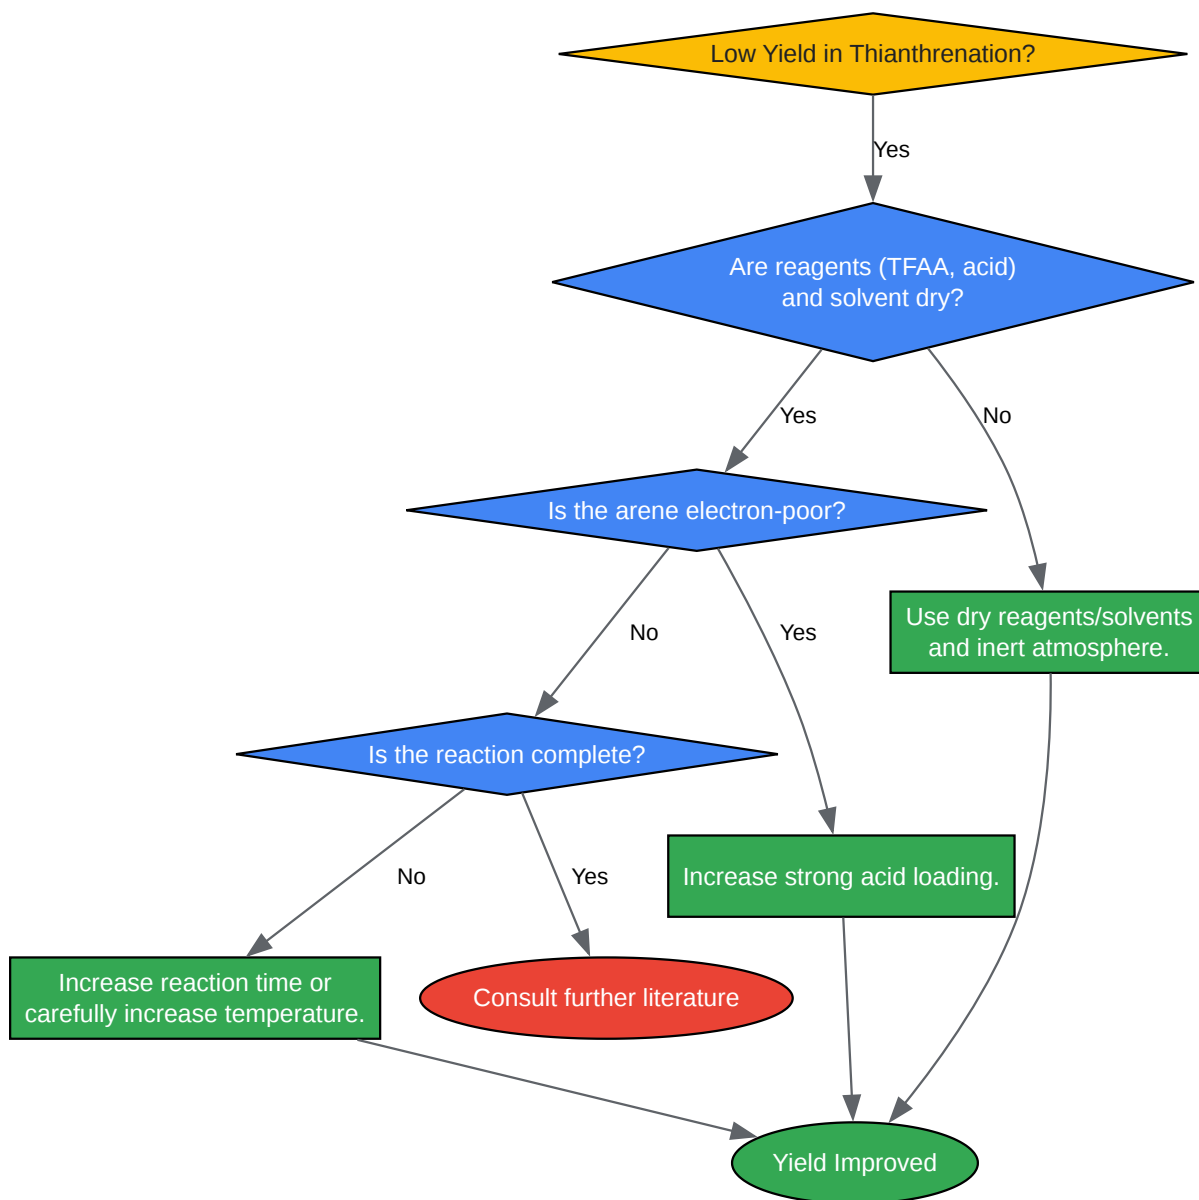 Low Yield in Thianthrenation?
Yes
Are reagents (TFAA, acid)
and solvent dry?
Yes
No
Is the arene electron-poor?
No
Yes
Use dry reagents/solvents
and inert atmosphere.
Is the reaction complete?
No
Yes
Increase strong acid loading.
Increase reaction time or
carefully increase temperature.
Consult further literature
Yield Improved